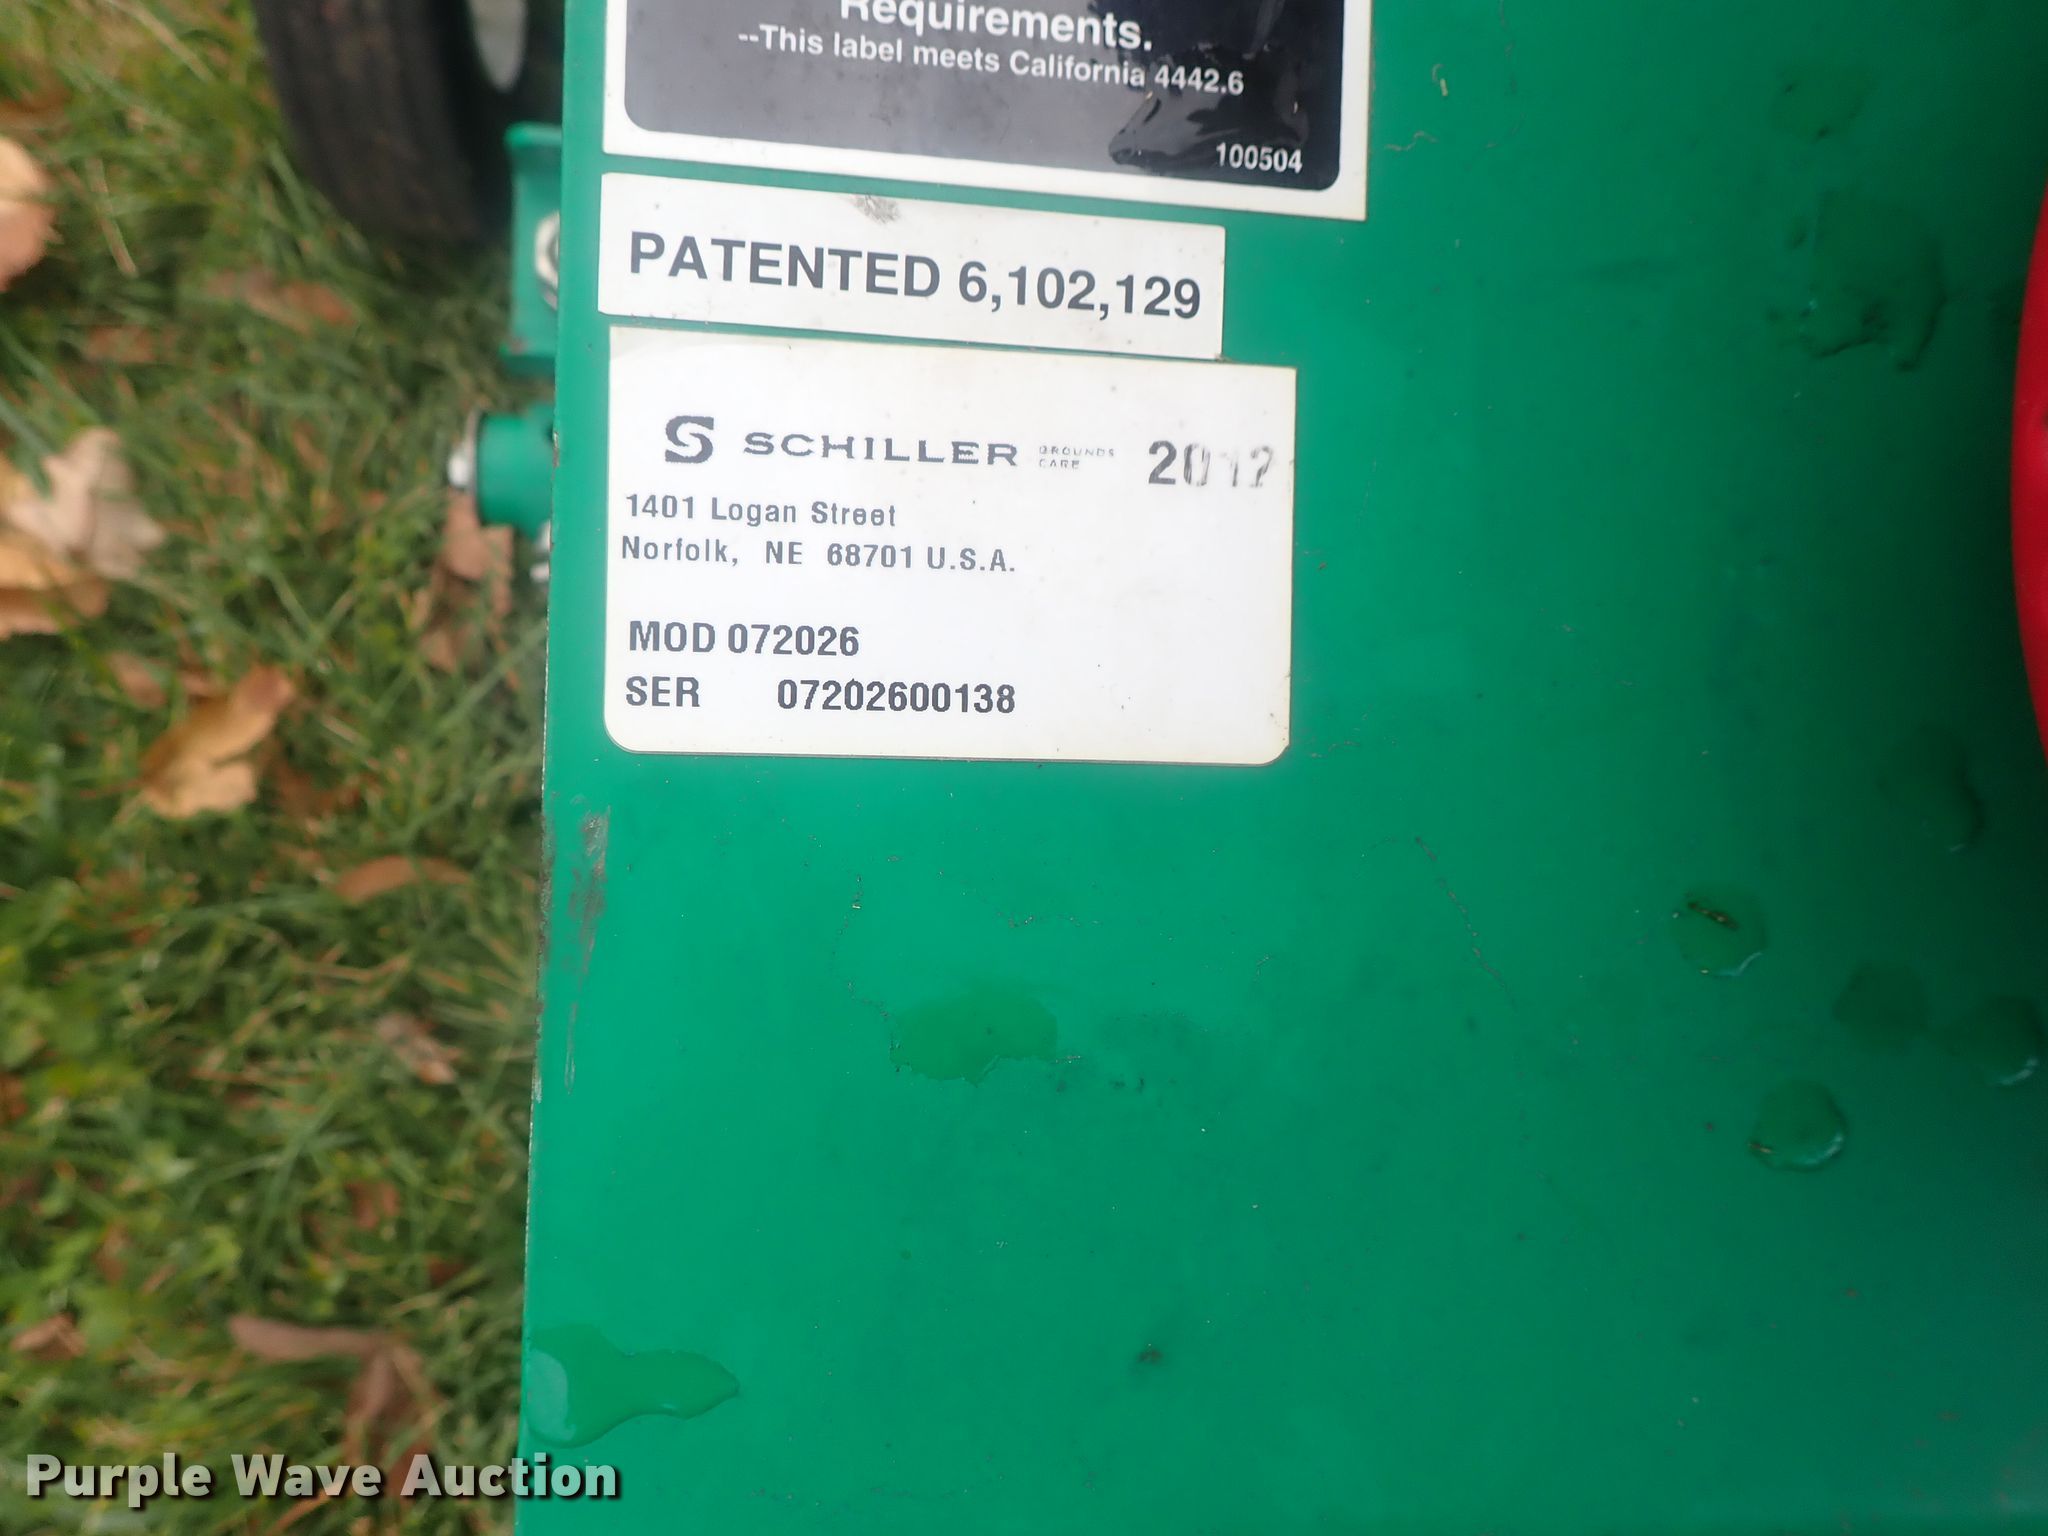 Requirements.
--This label meets California 4442.6
100504
PATENTED 6,102,129
S SCHILLER GROUNDS CARE 2012
1401 Logan Street
Norfolk, NE 68701 U.S.A.
MOD 072026
SER 07202600138
Purple Wave Auction